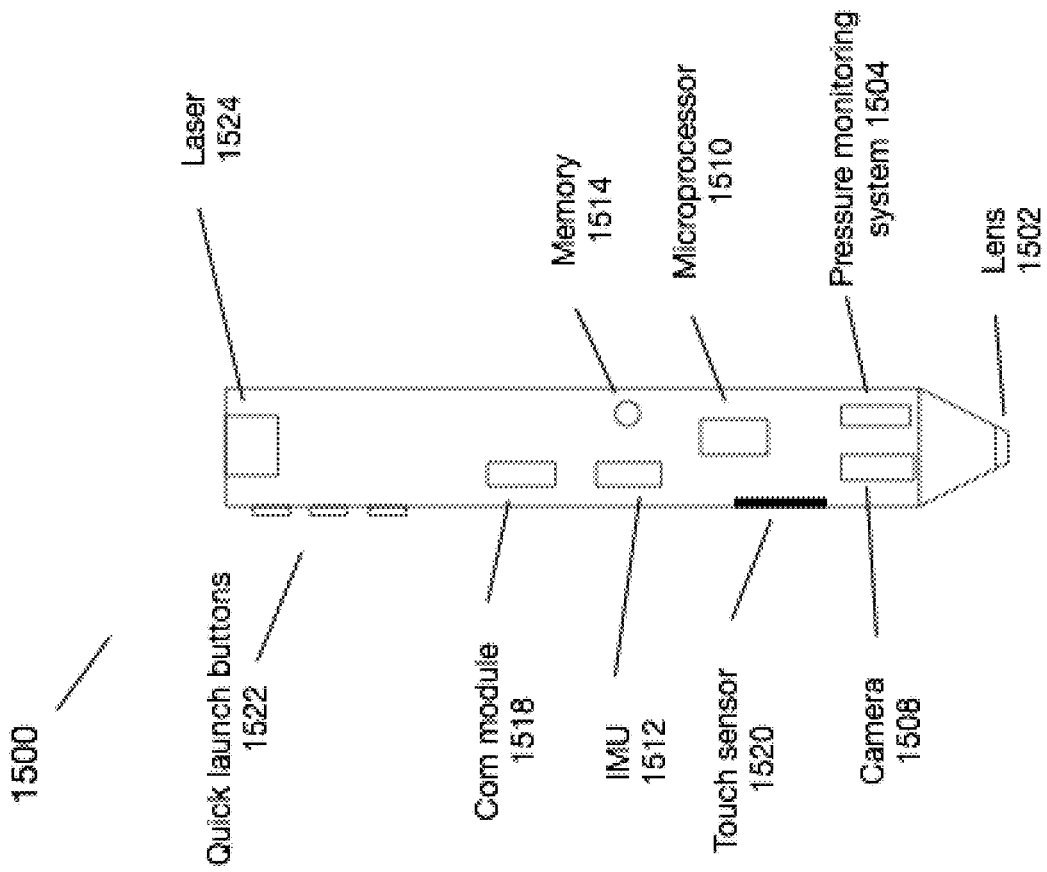 1500
Quick launch buttons
1522
Laser
1524
Com module
1518
Memory
1514
IMU
1512
Microprocessor
1510
Touch sensor
1520
Pressure monitoring
system 1504
Camera
1508
Lens
1502